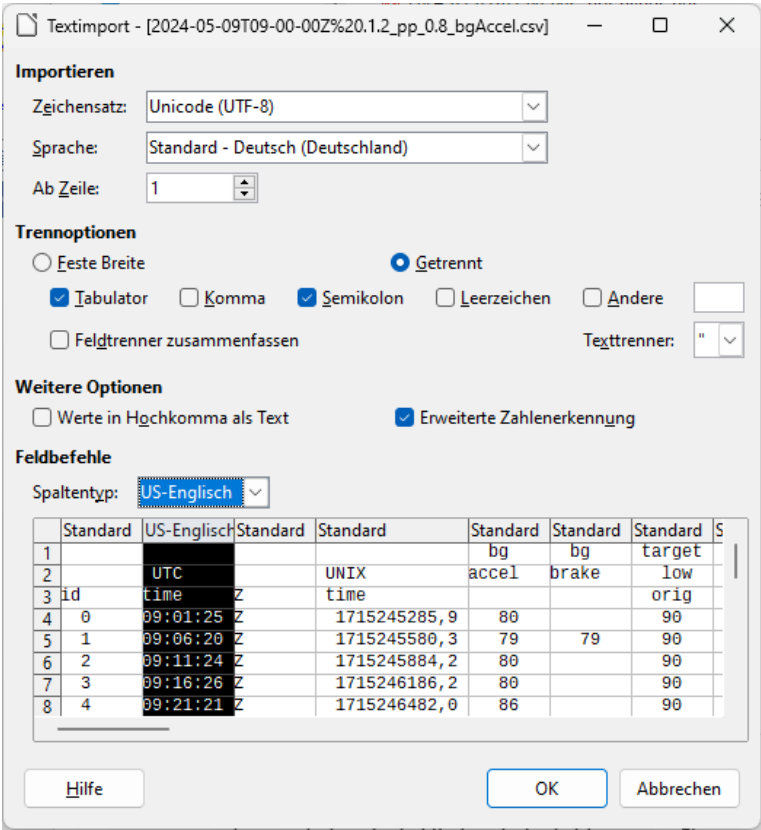 Textimport - [2024-05-09T09-00-00Z%20.1.2_pp_0.8_bgAccel.csv]
Importieren
Zeichensatz: Unicode (UTF-8)
Sprache: Standard - Deutsch (Deutschland)
Ab Zeile: 1
Trennoptionen
Feste Breite Getrennt
Tabulator Komma Semikolon Leerzeichen Andere
Feldtrenner zusammenfassen Texttrenner: "
Weitere Optionen
Werte in Hochkomma als Text Erweiterte Zahlenerkennung
Feldbefehle
Spaltentyp: US-Englisch
Standard US-Englisch Standard Standard Standard Standard Standard S
1 bg bg target
2 UTC UNIX accel brake low
3 id time Z time orig
4 0 09:01:25 Z 1715245285,9 80 90
5 1 09:06:20 Z 1715245580,3 79 79 90
6 2 09:11:24 Z 1715245884,2 80 90
7 3 09:16:26 Z 1715246186,2 80 90
8 4 09:21:21 Z 1715246482,0 86 90
Hilfe OK Abbrechen